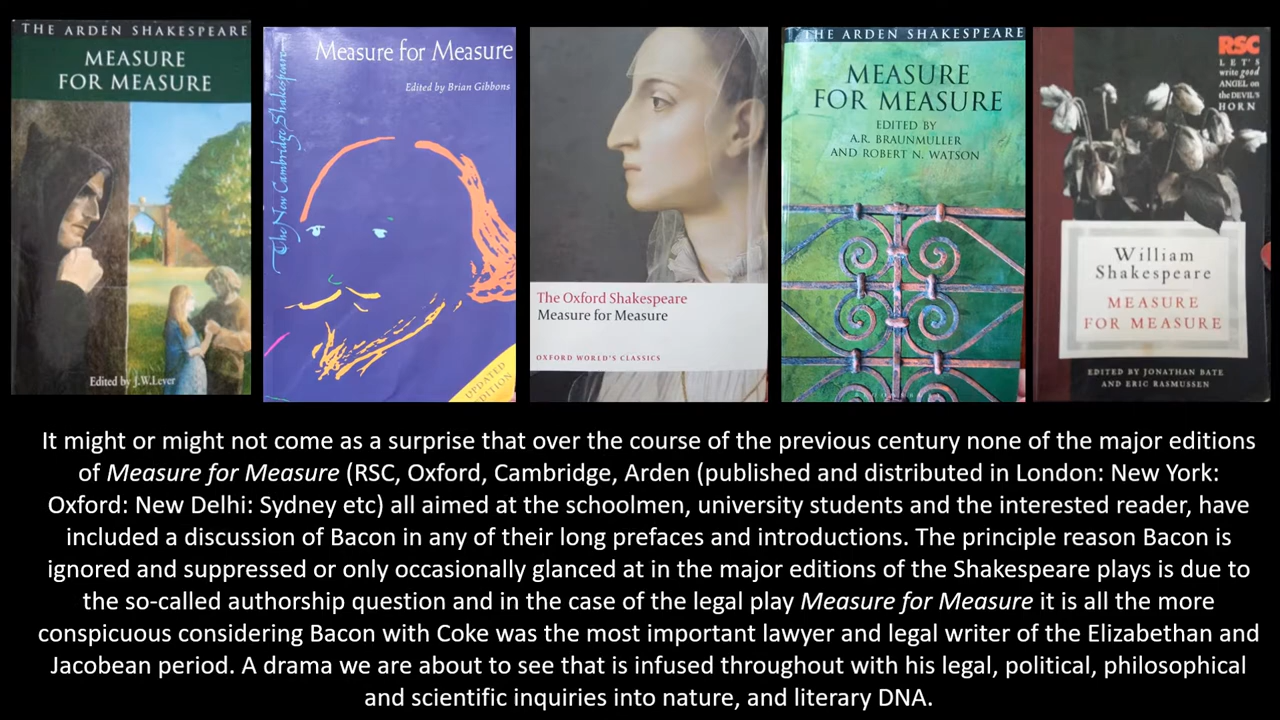 THE ARDEN SHAKESPEARE
MEASURE
FOR MEASURE
Edited by J.W.Lever
The New Cambridge Shakespeare
Measure for Measure
Edited by Brian Gibbons
UPDATED
EDITION
The Oxford Shakespeare
Measure for Measure
OXFORD WORLD'S CLASSICS
THE ARDEN SHAKESPEARE
MEASURE
FOR MEASURE
EDITED BY
A.R. BRAUNMULLER
AND ROBERT N. WATSON
RSC
LET'S
write good
ANGEL on
the DEVIL'S
HORN
William
Shakespeare
MEASURE
FOR MEASURE
EDITED BY JONATHAN BATE
AND ERIC RASMUSSEN
It might or might not come as a surprise that over the course of the previous century none of the major editions
of Measure for Measure (RSC, Oxford, Cambridge, Arden (published and distributed in London: New York:
Oxford: New Delhi: Sydney etc) all aimed at the schoolmen, university students and the interested reader, have
included a discussion of Bacon in any of their long prefaces and introductions. The principle reason Bacon is
ignored and suppressed or only occasionally glanced at in the major editions of the Shakespeare plays is due to
the so-called authorship question and in the case of the legal play Measure for Measure it is all the more
conspicuous considering Bacon with Coke was the most important lawyer and legal writer of the Elizabethan and
Jacobean period. A drama we are about to see that is infused throughout with his legal, political, philosophical
and scientific inquiries into nature, and literary DNA.